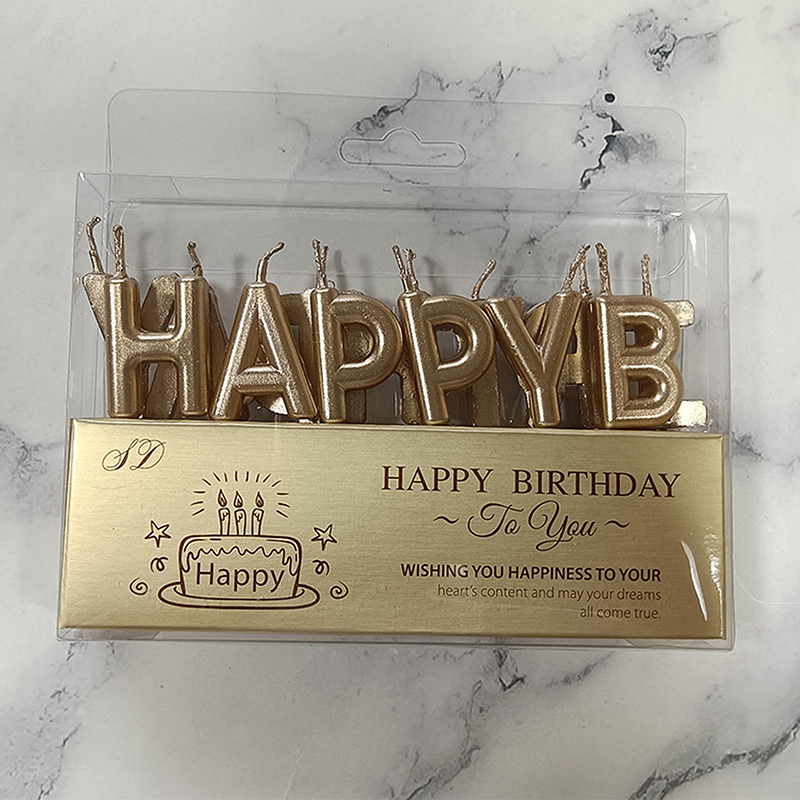 HAPPYB
SD
HAPPY BIRTHDAY
~ To You ~
Happy
WISHING YOU HAPPINESS TO YOUR
heart's content and may your dreams
all come true.